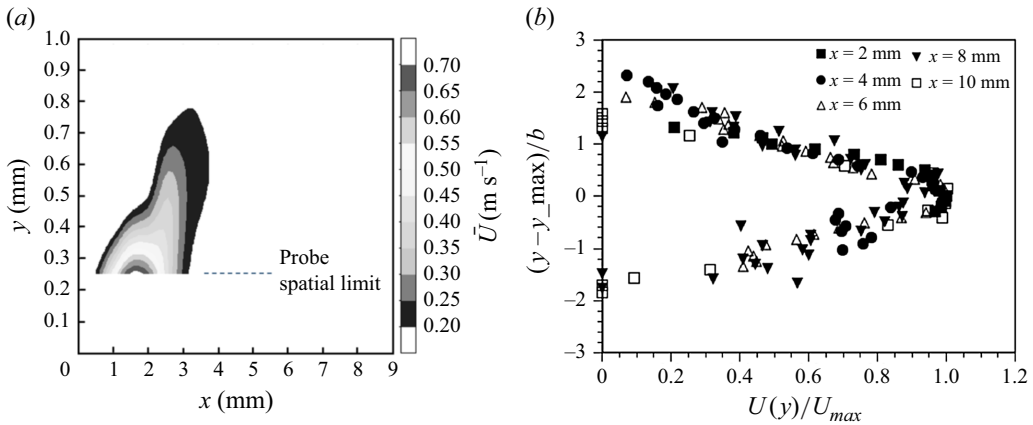 (a)
1.0
0.9
0.8
0.7
0.6
0.5
0.4
0.3
0.2
0.1
0
1 2 3 4 5 6 7 8 9
y (mm)
x (mm)
Probe
spatial limit
0.70
0.65
0.60
0.55
0.50
0.45
0.40
0.35
0.30
0.25
0.20
Ū (m s⁻¹)
(b)
3
2
1
0
−1
−2
−3
0 0.2 0.4 0.6 0.8 1.0 1.2
(y – y_max)/b
U(y)/Umax
x = 2 mm
x = 4 mm
x = 6 mm
x = 8 mm
x = 10 mm